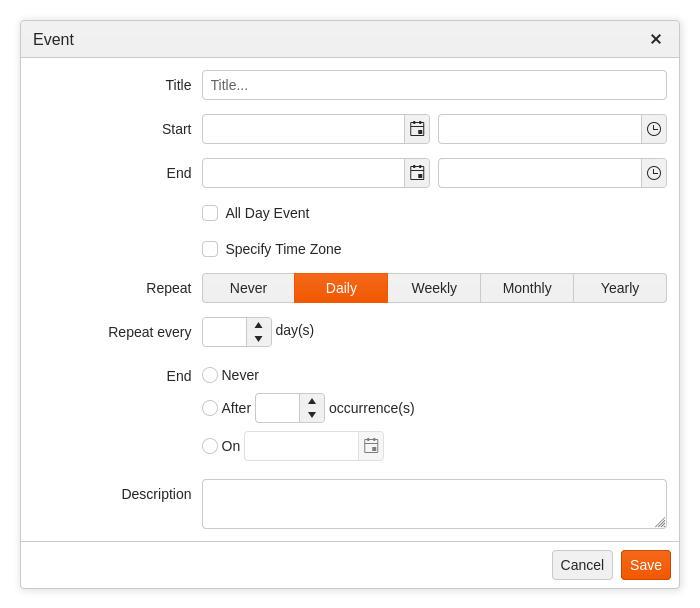 Event
Title Title...
Start
End
All Day Event
Specify Time Zone
Repeat Never Daily Weekly Monthly Yearly
Repeat every day(s)
End Never
After occurrence(s)
On
Description
Cancel Save